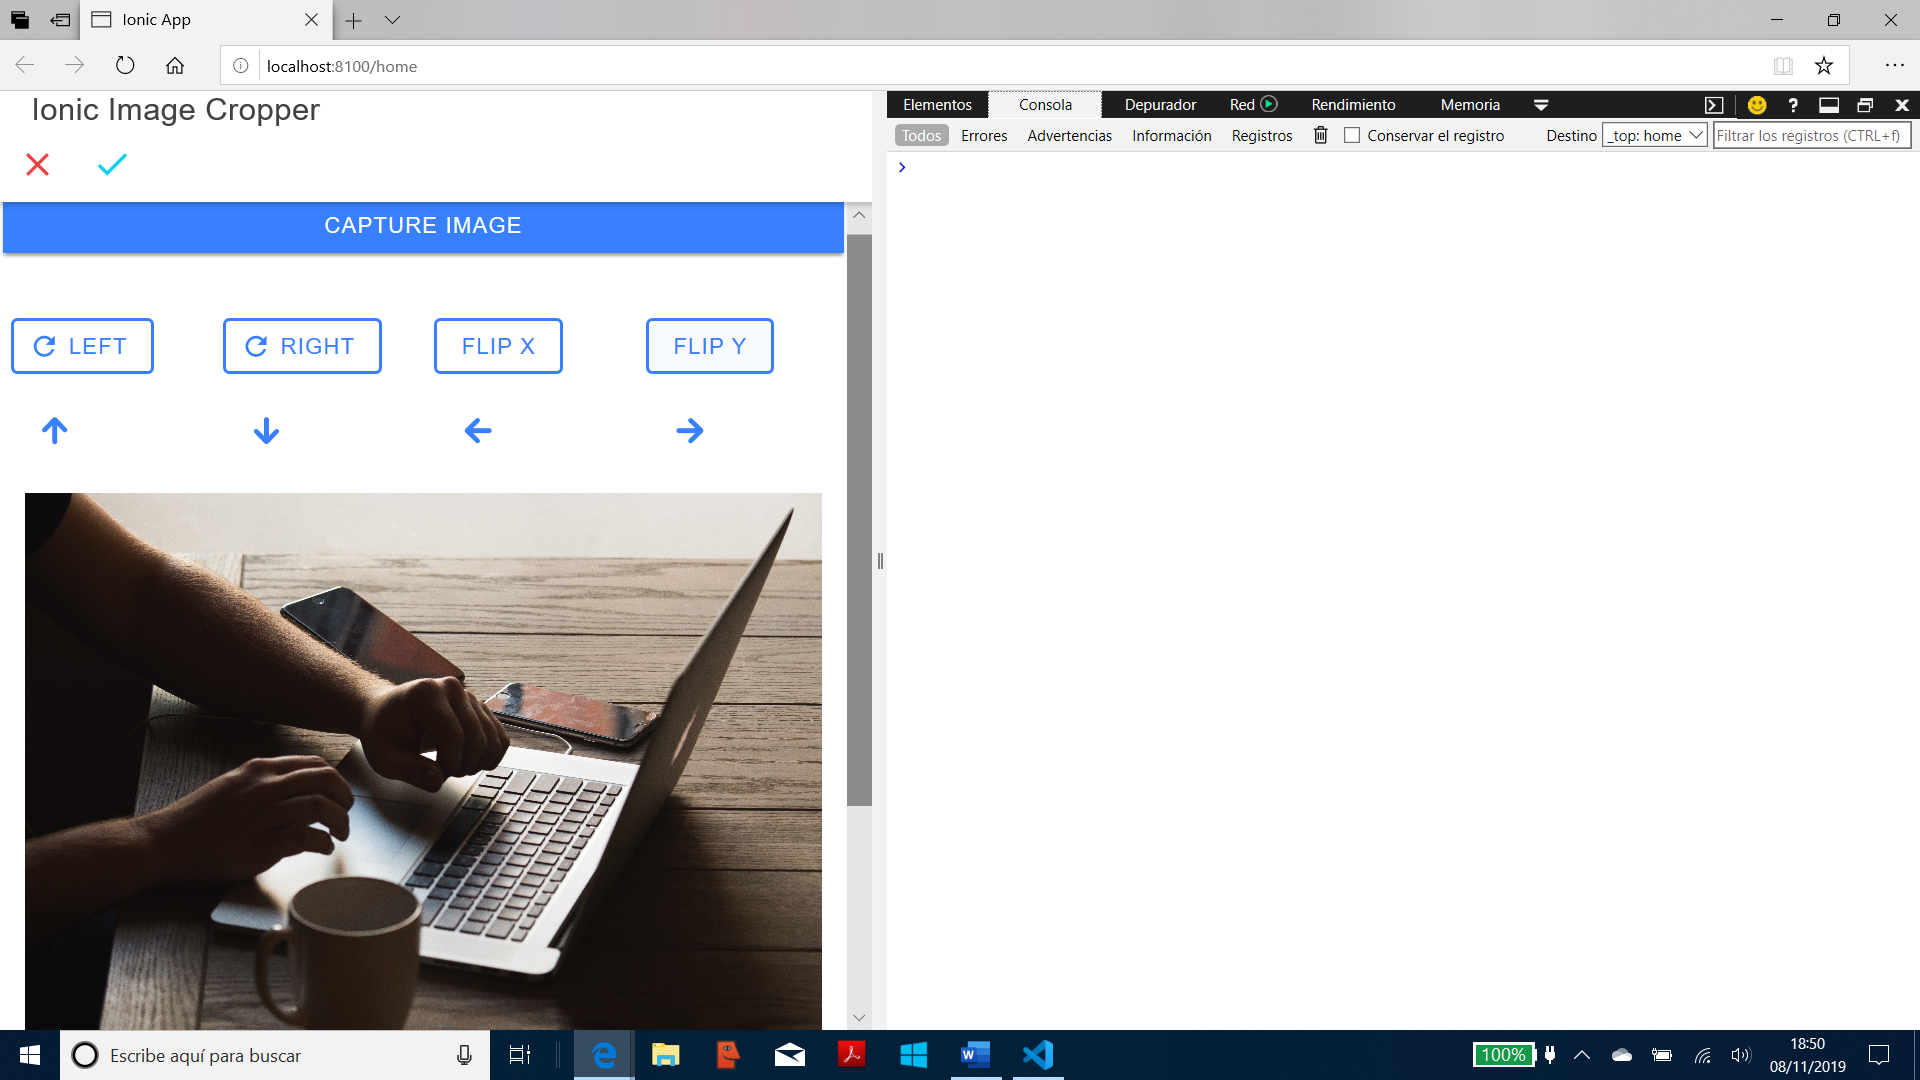 Ionic App
localhost:8100/home
Ionic Image Cropper
CAPTURE IMAGE
LEFT
RIGHT
FLIP X
FLIP Y
Elementos
Consola
Depurador
Red
Rendimiento
Memoria
Todos
Errores
Advertencias
Información
Registros
Conservar el registro
Destino
_top: home
Filtrar los registros (CTRL+f)
Escribe aquí para buscar
100%
18:50
08/11/2019